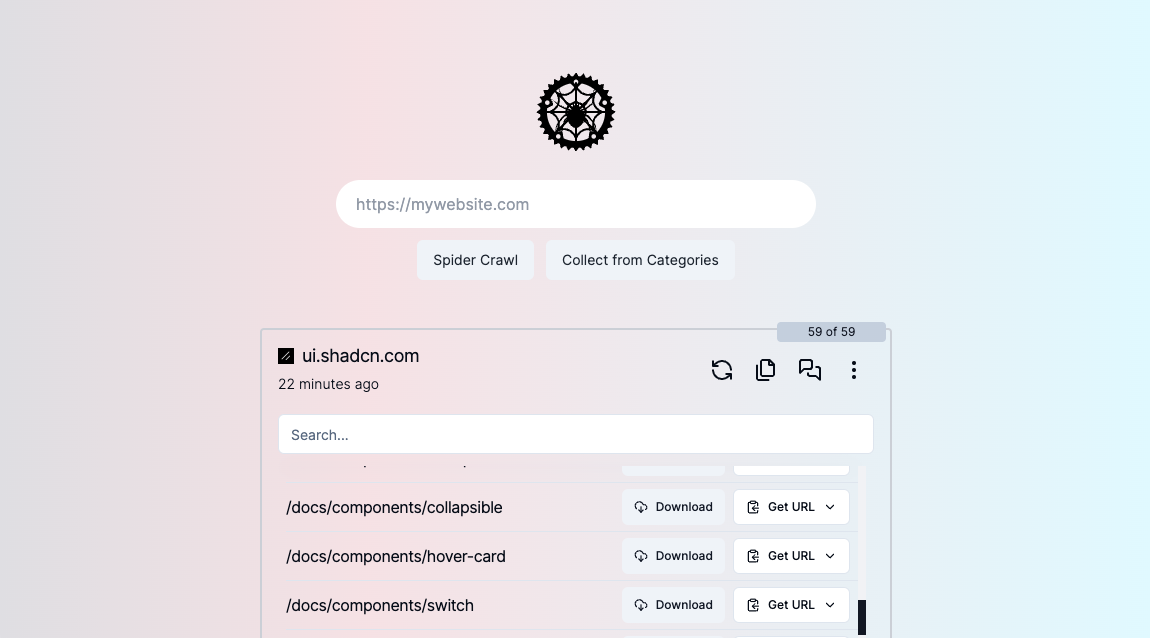 https://mywebsite.com
Spider Crawl
Collect from Categories
59 of 59
ui.shadcn.com
22 minutes ago
Search...
/docs/components/collapsible
Download
Get URL
/docs/components/hover-card
Download
Get URL
/docs/components/switch
Download
Get URL